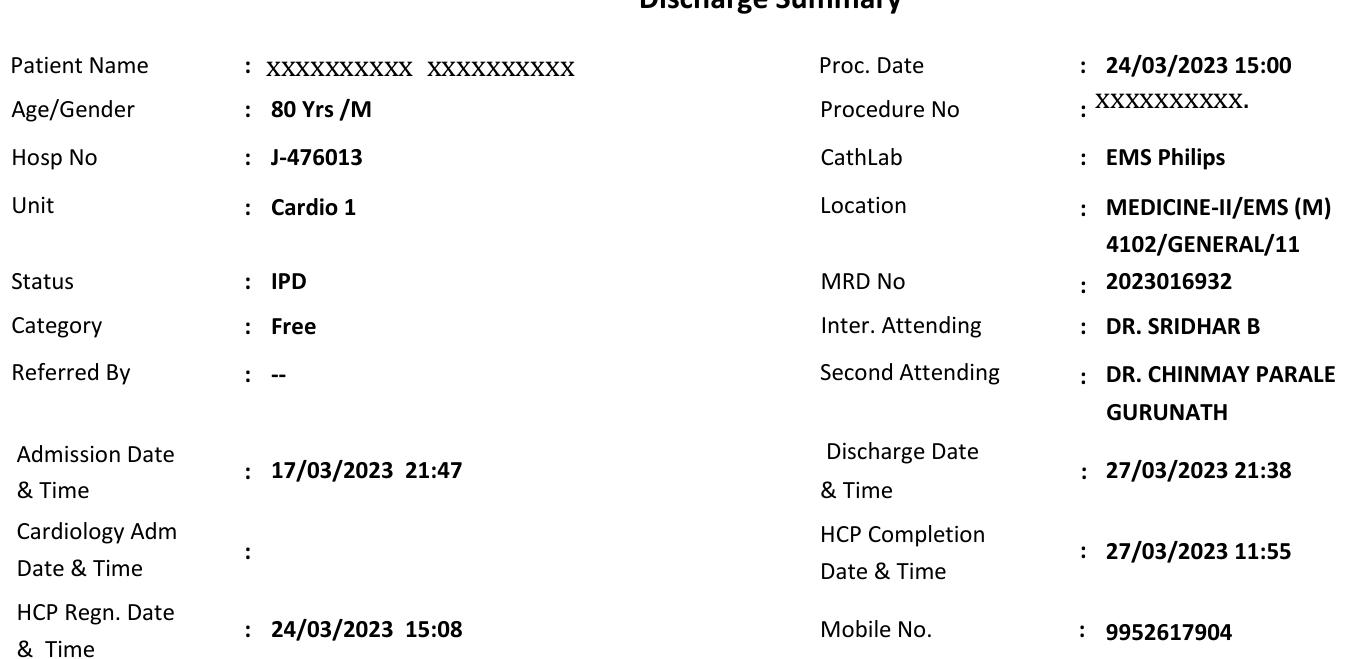 Discharge Summary
Patient Name : XXXXXXXXXX XXXXXXXXXX Proc. Date : 24/03/2023 15:00
Age/Gender : 80 Yrs /M Procedure No : XXXXXXXXXX.
Hosp No : J-476013 CathLab : EMS Philips
Unit : Cardio 1 Location : MEDICINE-II/EMS (M)
4102/GENERAL/11
Status : IPD MRD No : 2023016932
Category : Free Inter. Attending : DR. SRIDHAR B
Referred By : -- Second Attending : DR. CHINMAY PARALE
GURUNATH
Admission Date Discharge Date
: 17/03/2023 21:47 : 27/03/2023 21:38
& Time & Time
Cardiology Adm HCP Completion
: : 27/03/2023 11:55
Date & Time Date & Time
HCP Regn. Date
: 24/03/2023 15:08 Mobile No. : 9952617904
& Time